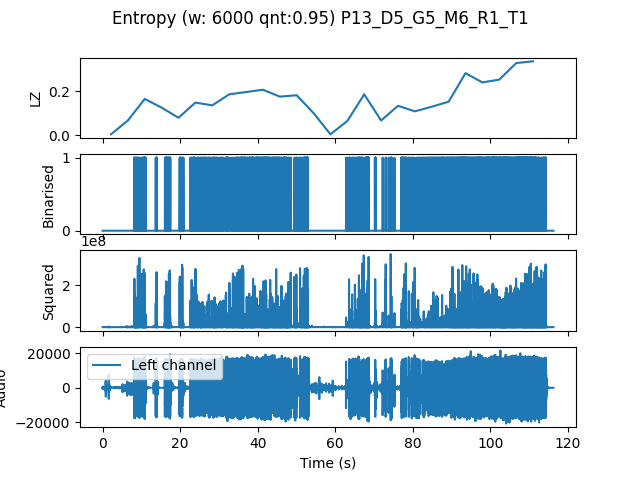 Entropy (w: 6000 qnt:0.95) P13_D5_G5_M6_R1_T1
LZ
0.2
0.0
Binarised
1
0
1e8
Squared
2
0
Audio
20000
0
−20000
Left channel
0 20 40 60 80 100 120
Time (s)